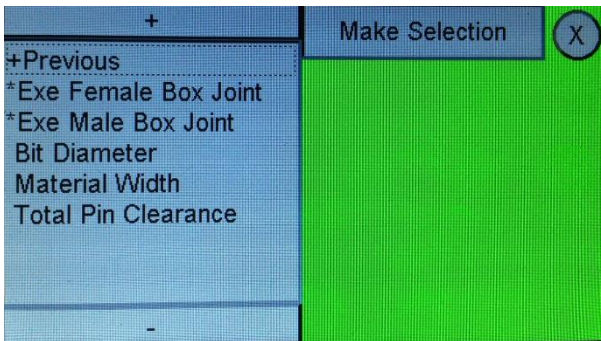 +
Make Selection
X
+Previous
*Exe Female Box Joint
*Exe Male Box Joint
Bit Diameter
Material Width
Total Pin Clearance
-